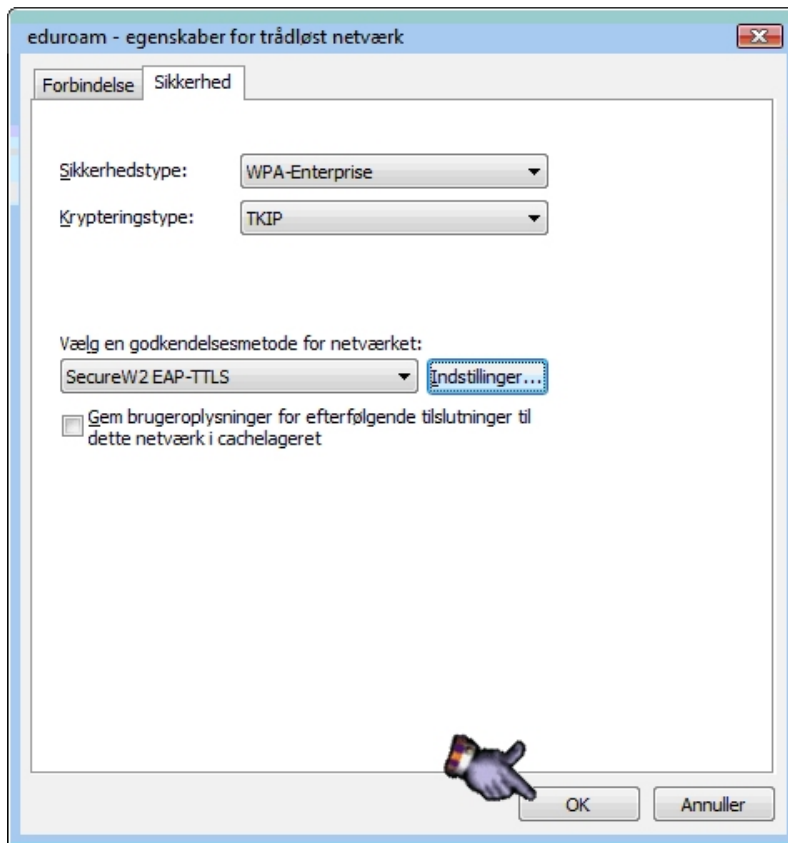 eduroam - egenskaber for trådløst netværk
Forbindelse
Sikkerhed
Sikkerhedstype:
WPA-Enterprise
Krypteringstype:
TKIP
Vælg en godkendelsesmetode for netværket:
SecureW2 EAP-TTLS
Indstillinger...
Gem brugeroplysninger for efterfølgende tilslutninger til
dette netværk i cachelageret
OK
Annuller